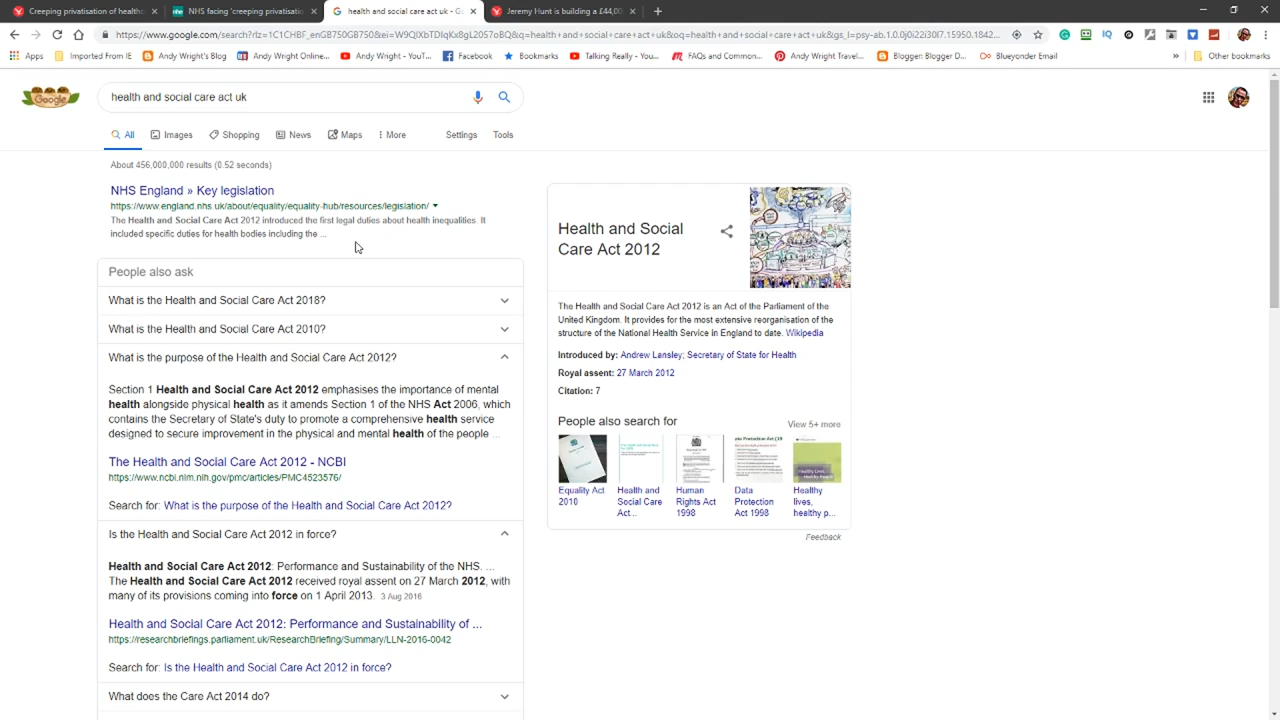 Creeping privatisation of healthc
NHS facing 'creeping privatisatio
health and social care act uk - Go
Jeremy Hunt is building a £44,00
https://www.google.com/search?rlz=1C1CHBF_enGB750GB750&ei=
Apps
Imported From IE
Andy Wright's Blog
Andy Wright Online...
Andy Wright - YouT...
Facebook
Bookmarks
Talking Really - You...
FAQs and Common...
Andy Wright Travel...
Bloggen Blogger D...
Blueyonder Email
»
Other bookmarks
Google
health and social care act uk
All
Images
Shopping
News
Maps
More
Settings
Tools
About 456,000,000 results (0.52 seconds)
NHS England » Key legislation
https://www.england.nhs.uk/about/equality/equality-hub/resources/legislation/
The Health and Social Care Act 2012 introduced the first legal duties about health inequalities. It
included specific duties for health bodies including the ...
People also ask
What is the Health and Social Care Act 2018?
What is the Health and Social Care Act 2010?
What is the purpose of the Health and Social Care Act 2012?
Section 1 Health and Social Care Act 2012 emphasises the importance of mental
health alongside physical health as it amends Section 1 of the NHS Act 2006, which
contains the Secretary of State's duty to promote a comprehensive health service
designed to secure improvement in the physical and mental health of the people ...
The Health and Social Care Act 2012 - NCBI
Search for: What is the purpose of the Health and Social Care Act 2012?
Is the Health and Social Care Act 2012 in force?
Health and Social Care Act 2012: Performance and Sustainability of the NHS. ...
The Health and Social Care Act 2012 received royal assent on 27 March 2012, with
many of its provisions coming into force on 1 April 2013. 3 Aug 2016
Health and Social Care Act 2012: Performance and Sustainability of ...
https://researchbriefings.parliament.uk/ResearchBriefing/Summary/LLN-2016-0042
Search for: Is the Health and Social Care Act 2012 in force?
What does the Care Act 2014 do?
Health and Social
Care Act 2012
The Health and Social Care Act 2012 is an Act of the Parliament of the
United Kingdom. It provides for the most extensive reorganisation of the
structure of the National Health Service in England to date. Wikipedia
Introduced by: Andrew Lansley; Secretary of State for Health
Royal assent: 27 March 2012
Citation: 7
People also search for
View 5+ more
Equality Act
2010
Health and
Social Care
Act...
Human
Rights Act
1998
Data
Protection
Act 1998
Healthy
lives,
healthy p...
Feedback